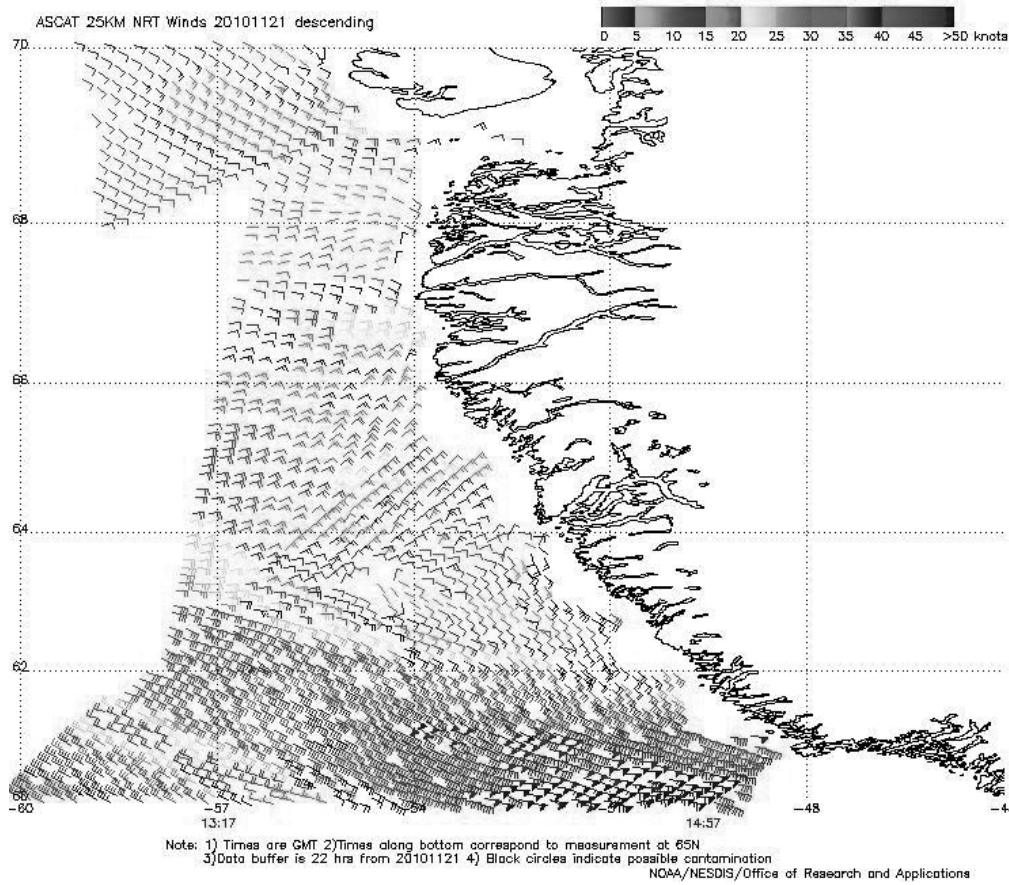 ASCAT 25KM NRT Winds 20101121 descending
0 5 10 15 20 25 30 35 40 45 >50 knots
70
68
66
64
62
-60 -57 -54 -48
13:17 14:57
Note: 1) Times are GMT 2)Times along bottom correspond to measurement at 65N
3)Data buffer is 22 hrs from 20101121 4) Black circles indicate possible contamination
NOAA/NESDIS/Office of Research and Applications